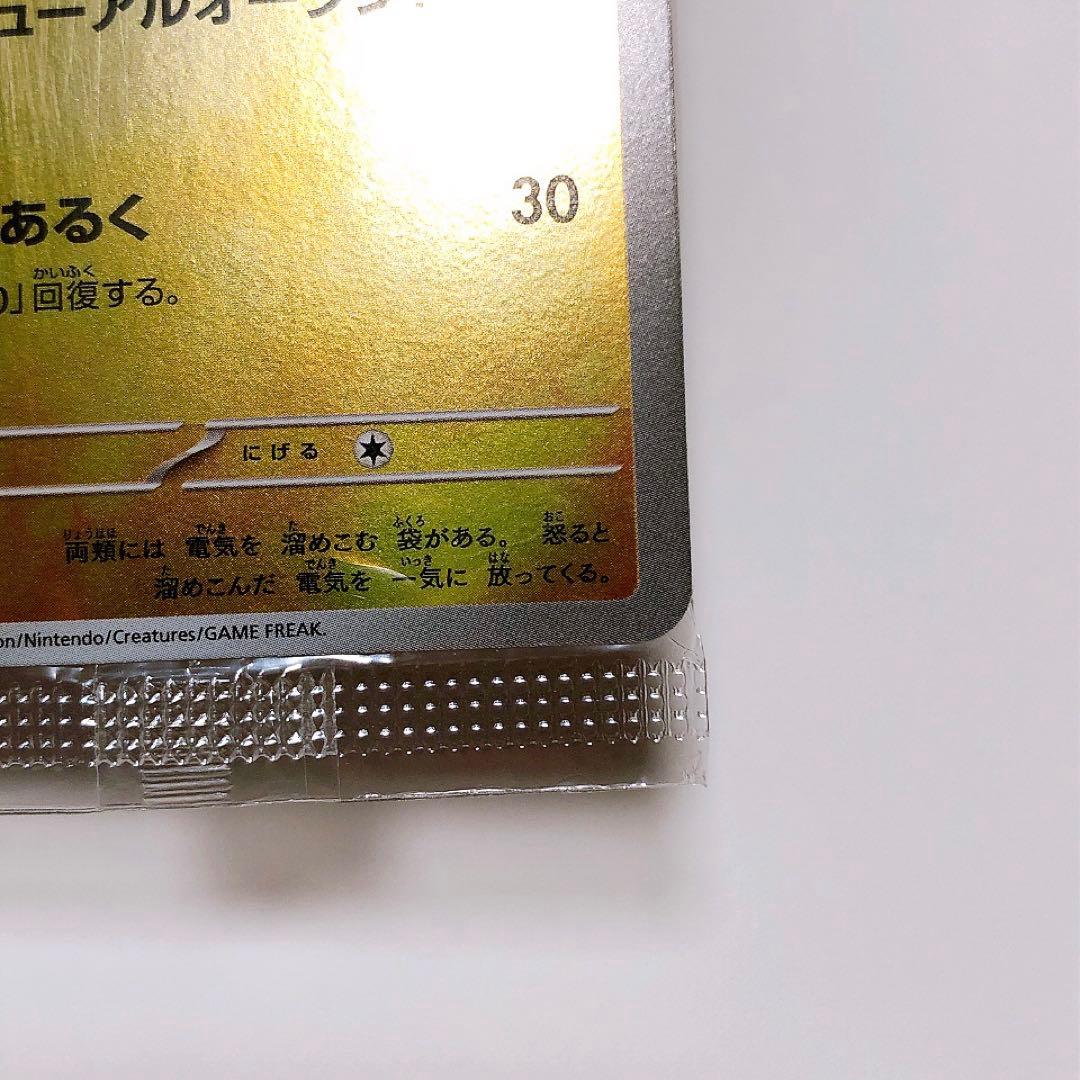 ューアルオープン
30
あるく
かいふく
0」回復する。
にげる
りょうほほ でんき た ふくろ おこ
両頬には 電気を 溜めこむ 袋がある。 怒ると
た でんき いっき はな
溜めこんだ 電気を 一気に 放ってくる。
on/Nintendo/Creatures/GAME FREAK.